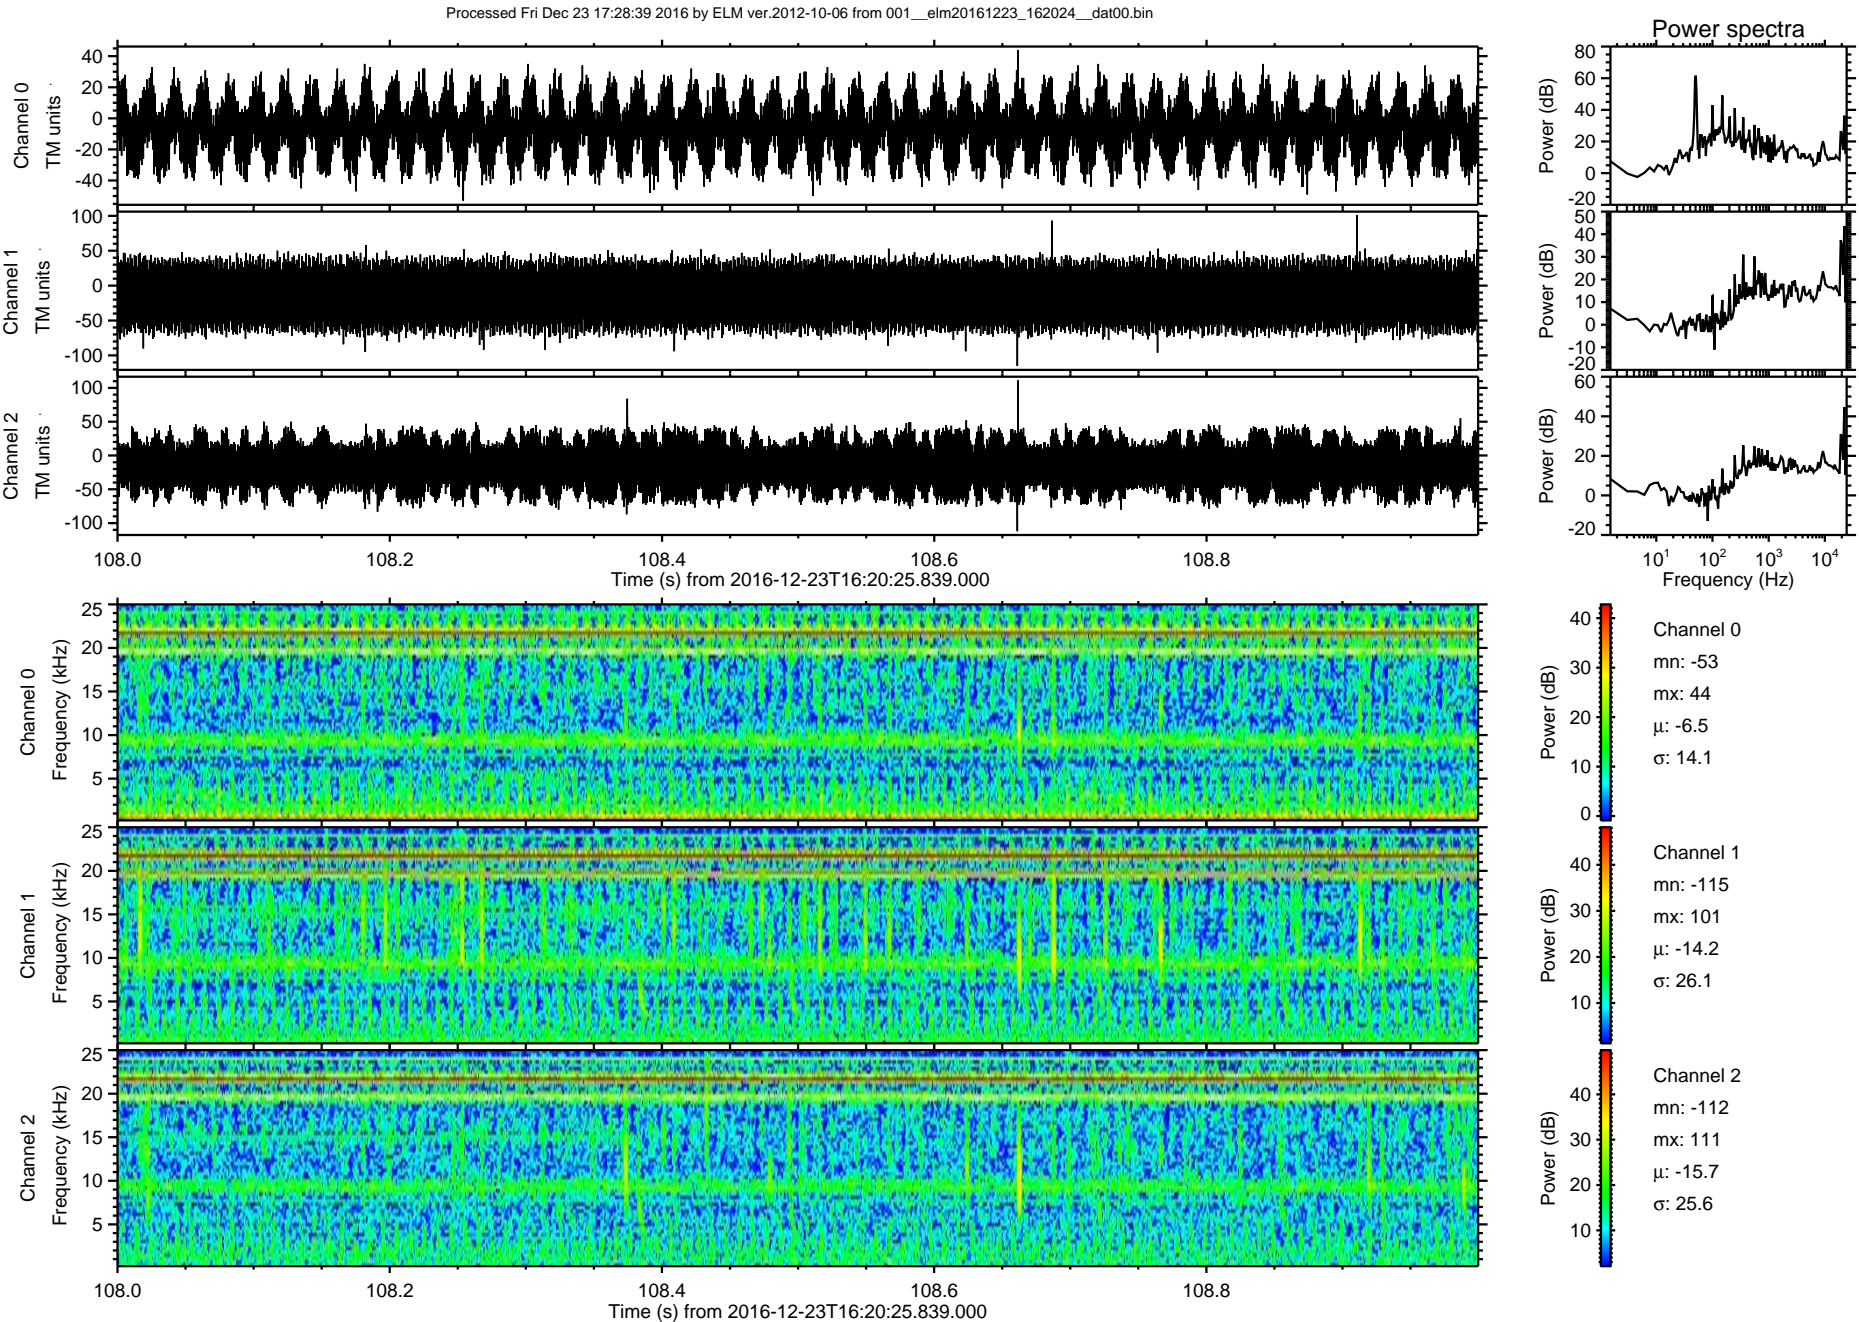 Processed Fri Dec 23 17:28:39 2016 by ELM ver.2012-10-06 from 001__elm20161223_162024__dat00.bin
Power spectra
Channel 0
TM units
40
20
0
-20
-40
Power (dB)
80
60
40
20
0
-20
Channel 1
TM units
100
50
0
-50
-100
Power (dB)
50
40
30
20
10
0
-10
-20
Channel 2
TM units
100
50
0
-50
-100
Power (dB)
60
40
20
0
-20
108.0 108.2 108.4 108.6 108.8
Time (s) from 2016-12-23T16:20:25.839.000
10¹ 10² 10³ 10⁴
Frequency (Hz)
Channel 0
Frequency (kHz)
25
20
15
10
5
Power (dB)
40
30
20
10
0
Channel 0
mn: -53
mx: 44
μ: -6.5
σ: 14.1
Channel 1
Frequency (kHz)
25
20
15
10
5
Power (dB)
40
30
20
10
Channel 1
mn: -115
mx: 101
μ: -14.2
σ: 26.1
Channel 2
Frequency (kHz)
25
20
15
10
5
Power (dB)
40
30
20
10
Channel 2
mn: -112
mx: 111
μ: -15.7
σ: 25.6
108.0 108.2 108.4 108.6 108.8
Time (s) from 2016-12-23T16:20:25.839.000